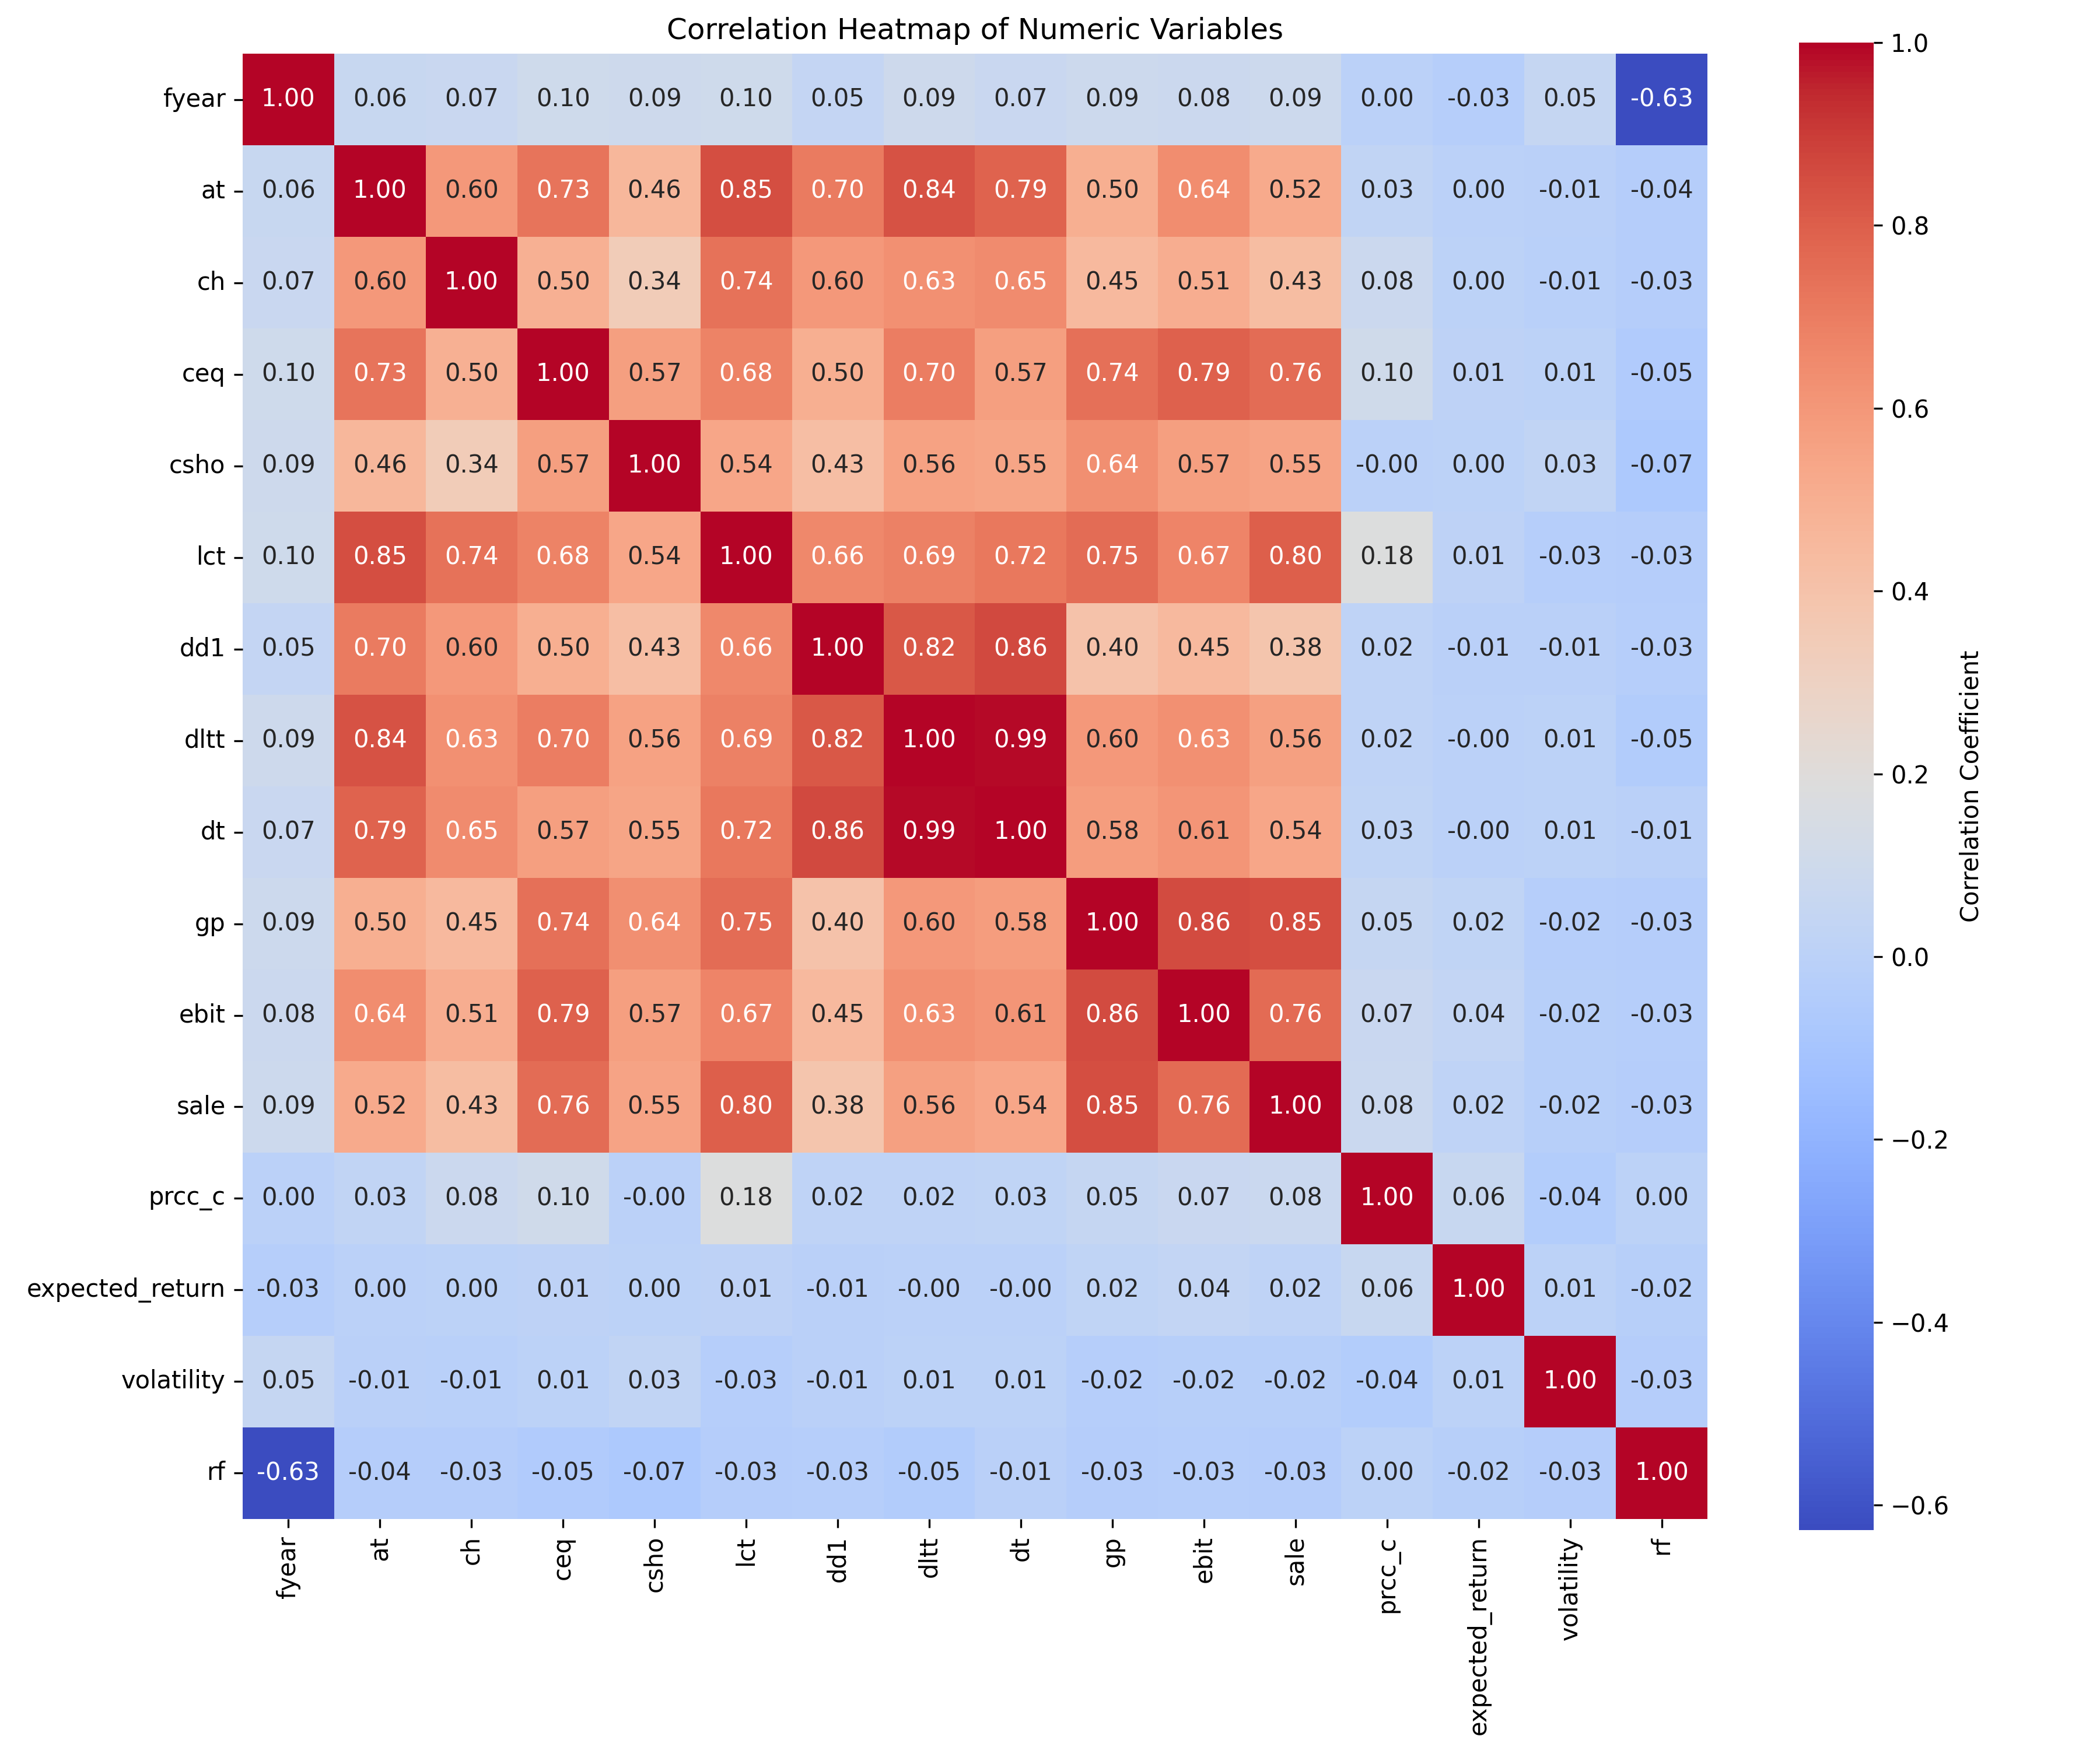 Correlation Heatmap of Numeric Variables
fyear 1.00 0.06 0.07 0.10 0.09 0.10 0.05 0.09 0.07 0.09 0.08 0.09 0.00 -0.03 0.05 -0.63
at 0.06 1.00 0.60 0.73 0.46 0.85 0.70 0.84 0.79 0.50 0.64 0.52 0.03 0.00 -0.01 -0.04
ch 0.07 0.60 1.00 0.50 0.34 0.74 0.60 0.63 0.65 0.45 0.51 0.43 0.08 0.00 -0.01 -0.03
ceq 0.10 0.73 0.50 1.00 0.57 0.68 0.50 0.70 0.57 0.74 0.79 0.76 0.10 0.01 0.01 -0.05
csho 0.09 0.46 0.34 0.57 1.00 0.54 0.43 0.56 0.55 0.64 0.57 0.55 -0.00 0.00 0.03 -0.07
lct 0.10 0.85 0.74 0.68 0.54 1.00 0.66 0.69 0.72 0.75 0.67 0.80 0.18 0.01 -0.03 -0.03
dd1 0.05 0.70 0.60 0.50 0.43 0.66 1.00 0.82 0.86 0.40 0.45 0.38 0.02 -0.01 -0.01 -0.03
dltt 0.09 0.84 0.63 0.70 0.56 0.69 0.82 1.00 0.99 0.60 0.63 0.56 0.02 -0.00 0.01 -0.05
dt 0.07 0.79 0.65 0.57 0.55 0.72 0.86 0.99 1.00 0.58 0.61 0.54 0.03 -0.00 0.01 -0.01
gp 0.09 0.50 0.45 0.74 0.64 0.75 0.40 0.60 0.58 1.00 0.86 0.85 0.05 0.02 -0.02 -0.03
ebit 0.08 0.64 0.51 0.79 0.57 0.67 0.45 0.63 0.61 0.86 1.00 0.76 0.07 0.04 -0.02 -0.03
sale 0.09 0.52 0.43 0.76 0.55 0.80 0.38 0.56 0.54 0.85 0.76 1.00 0.08 0.02 -0.02 -0.03
prcc_c 0.00 0.03 0.08 0.10 -0.00 0.18 0.02 0.02 0.03 0.05 0.07 0.08 1.00 0.06 -0.04 0.00
expected_return -0.03 0.00 0.00 0.01 0.00 0.01 -0.01 -0.00 -0.00 0.02 0.04 0.02 0.06 1.00 0.01 -0.02
volatility 0.05 -0.01 -0.01 0.01 0.03 -0.03 -0.01 0.01 0.01 -0.02 -0.02 -0.02 -0.04 0.01 1.00 -0.03
rf -0.63 -0.04 -0.03 -0.05 -0.07 -0.03 -0.03 -0.05 -0.01 -0.03 -0.03 -0.03 0.00 -0.02 -0.03 1.00
fyear at ch ceq csho lct dd1 dltt dt gp ebit sale prcc_c expected_return volatility rf
1.0
0.8
0.6
0.4
0.2
0.0
−0.2
−0.4
−0.6
Correlation Coefficient